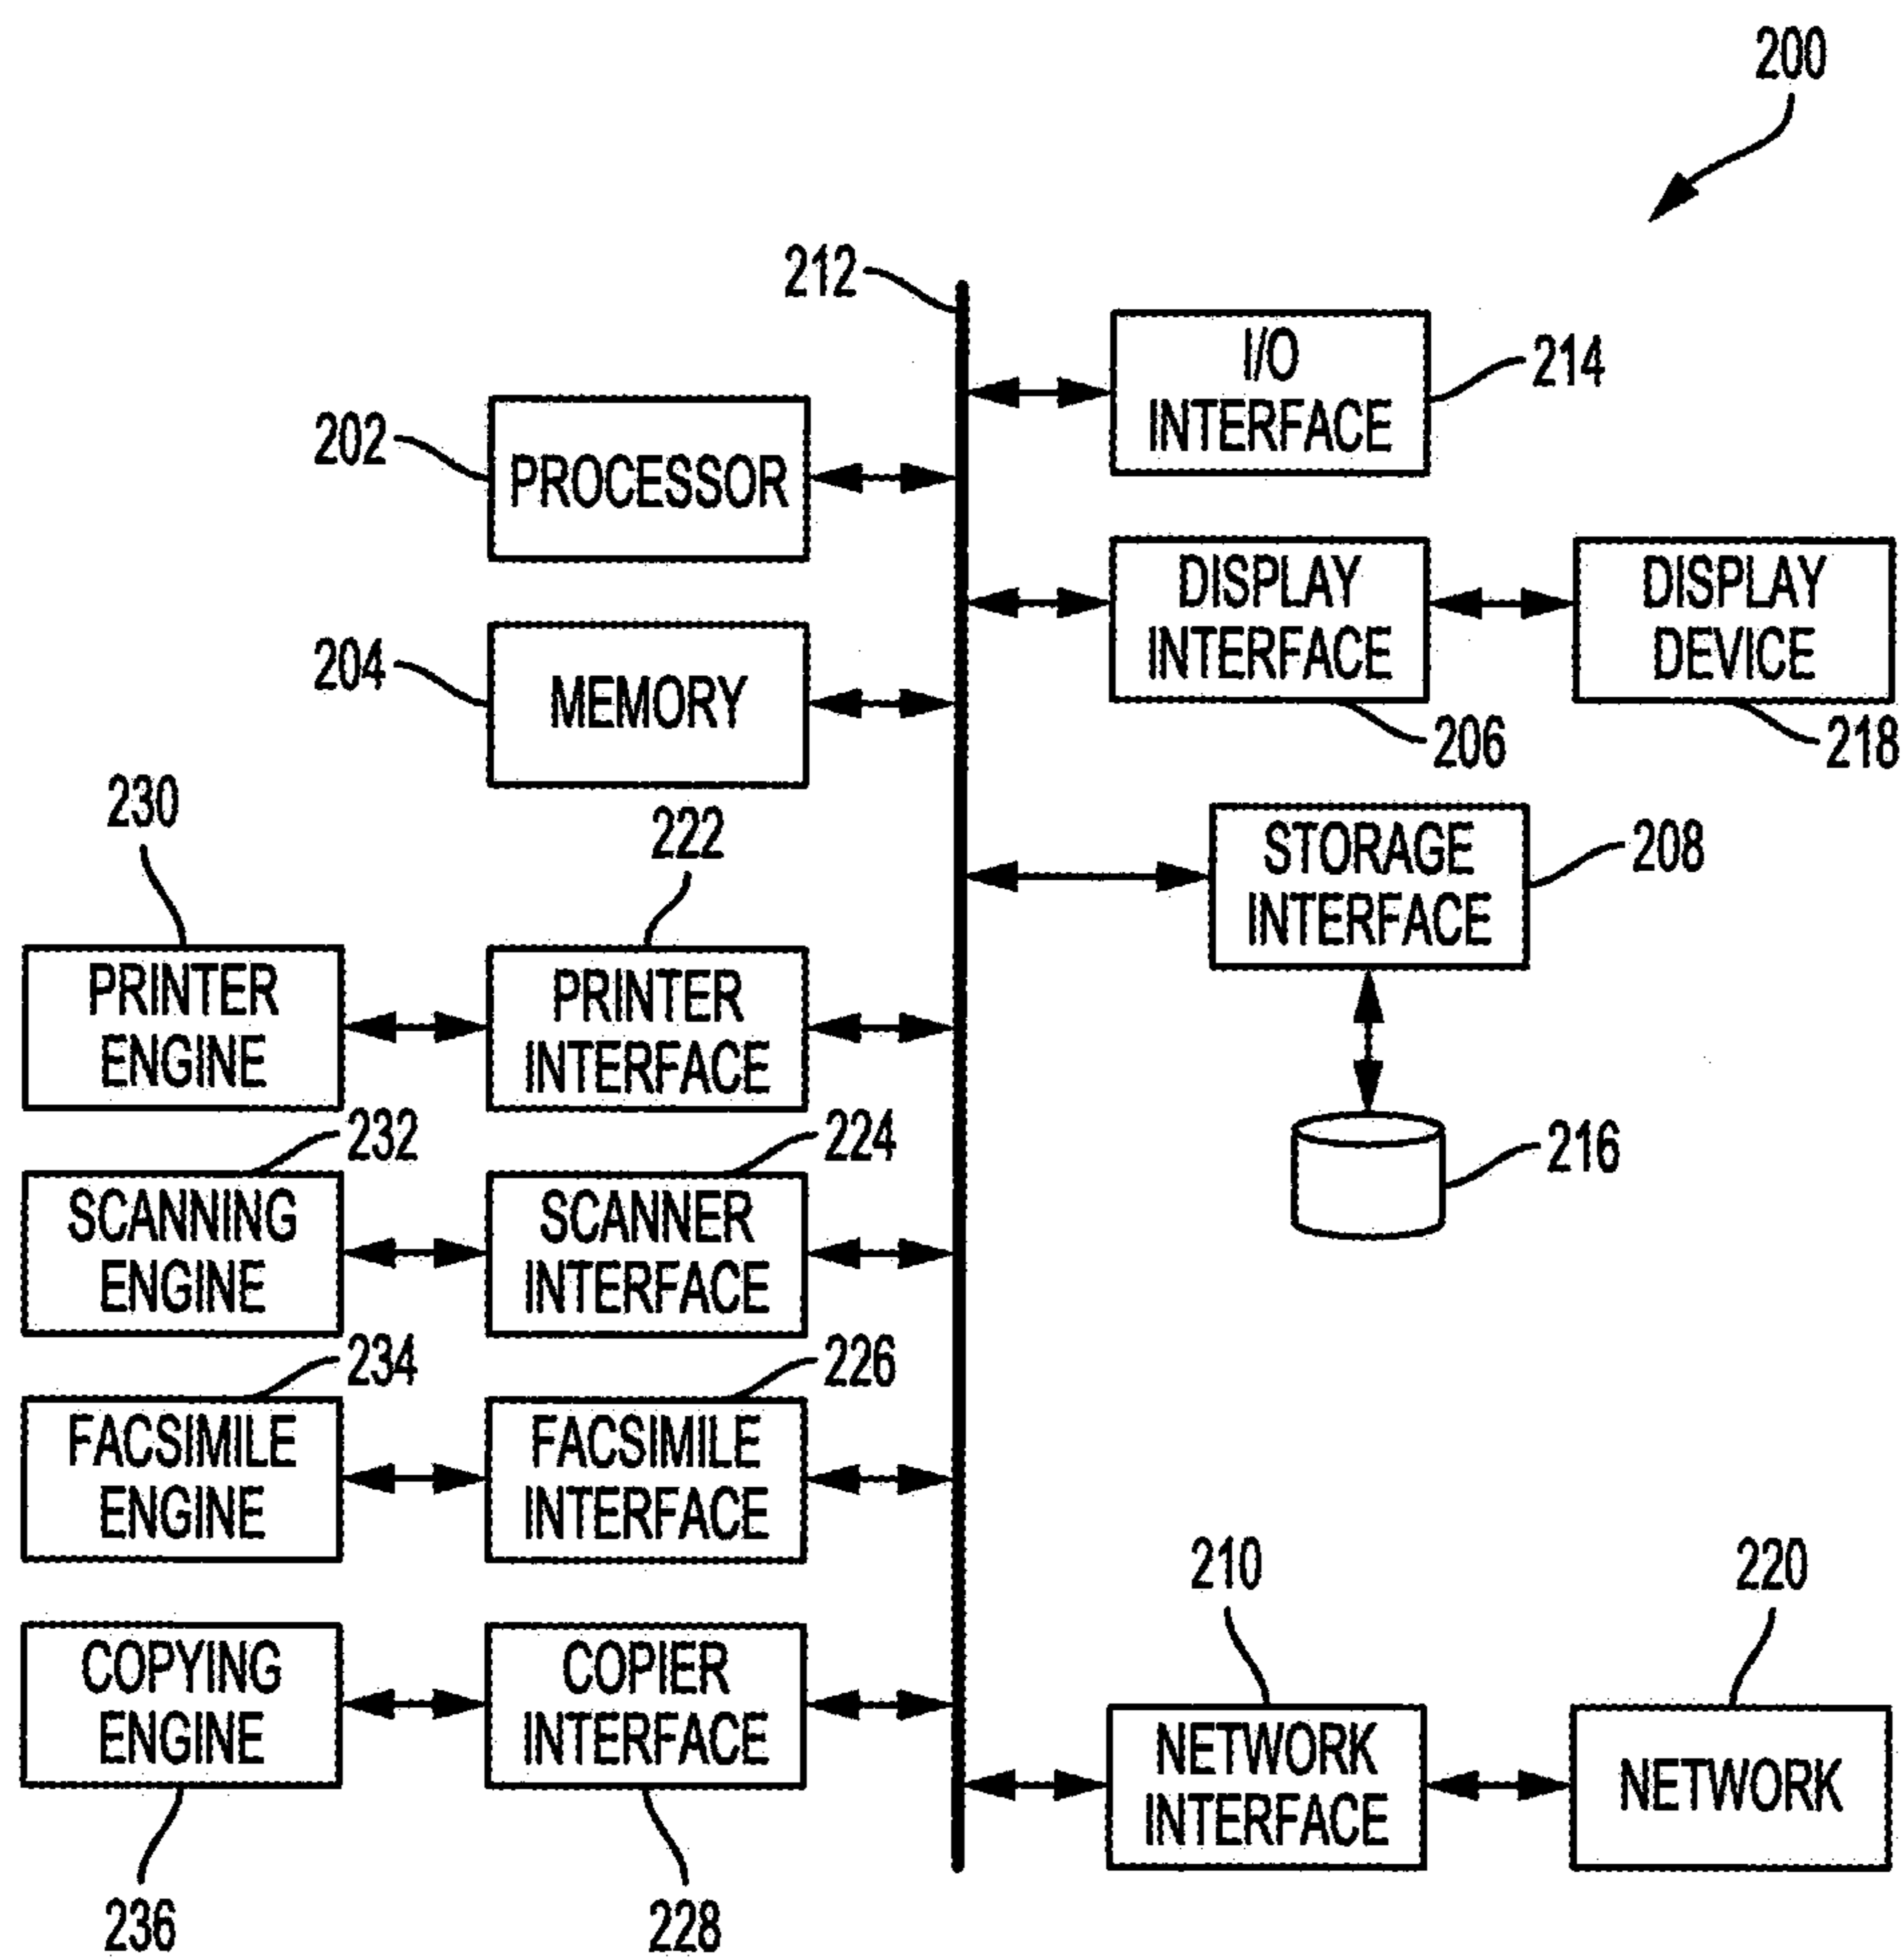 200
212
I/O
INTERFACE
214
202
PROCESSOR
DISPLAY
INTERFACE
206
DISPLAY
DEVICE
218
204
MEMORY
STORAGE
INTERFACE
208
216
230
PRINTER
ENGINE
222
PRINTER
INTERFACE
232
SCANNING
ENGINE
224
SCANNER
INTERFACE
234
FACSIMILE
ENGINE
226
FACSIMILE
INTERFACE
COPYING
ENGINE
236
COPIER
INTERFACE
228
210
NETWORK
INTERFACE
220
NETWORK